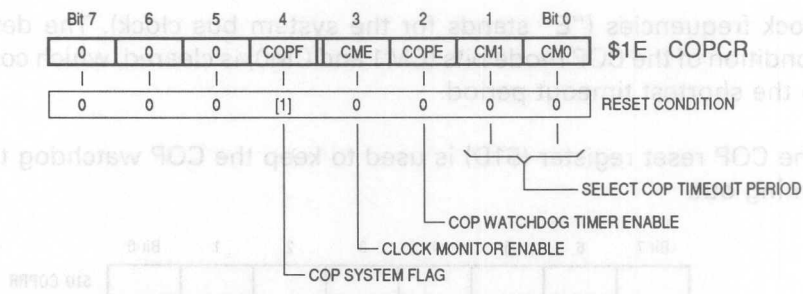 Bit 7 6 5 4 3 2 1 Bit 0
0 0 0 COPF CME COPE CM1 CM0 $1E COPCR
0 0 0 [1] 0 0 0 0 RESET CONDITION
SELECT COP TIMEOUT PERIOD
COP WATCHDOG TIMER ENABLE
CLOCK MONITOR ENABLE
COP SYSTEM FLAG